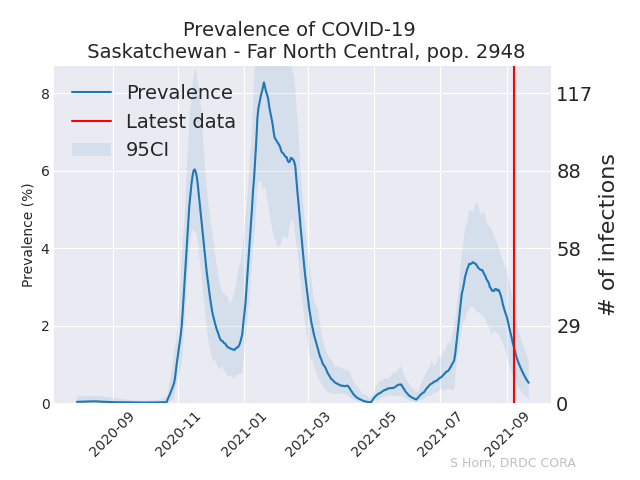 Prevalence of COVID-19
Saskatchewan - Far North Central, pop. 2948
Prevalence
Latest data
95CI
Prevalence (%)
8
6
4
2
0
117
88
58
29
0
# of infections
2020-09
2020-11
2021-01
2021-03
2021-05
2021-07
2021-09
S Horn, DRDC CORA